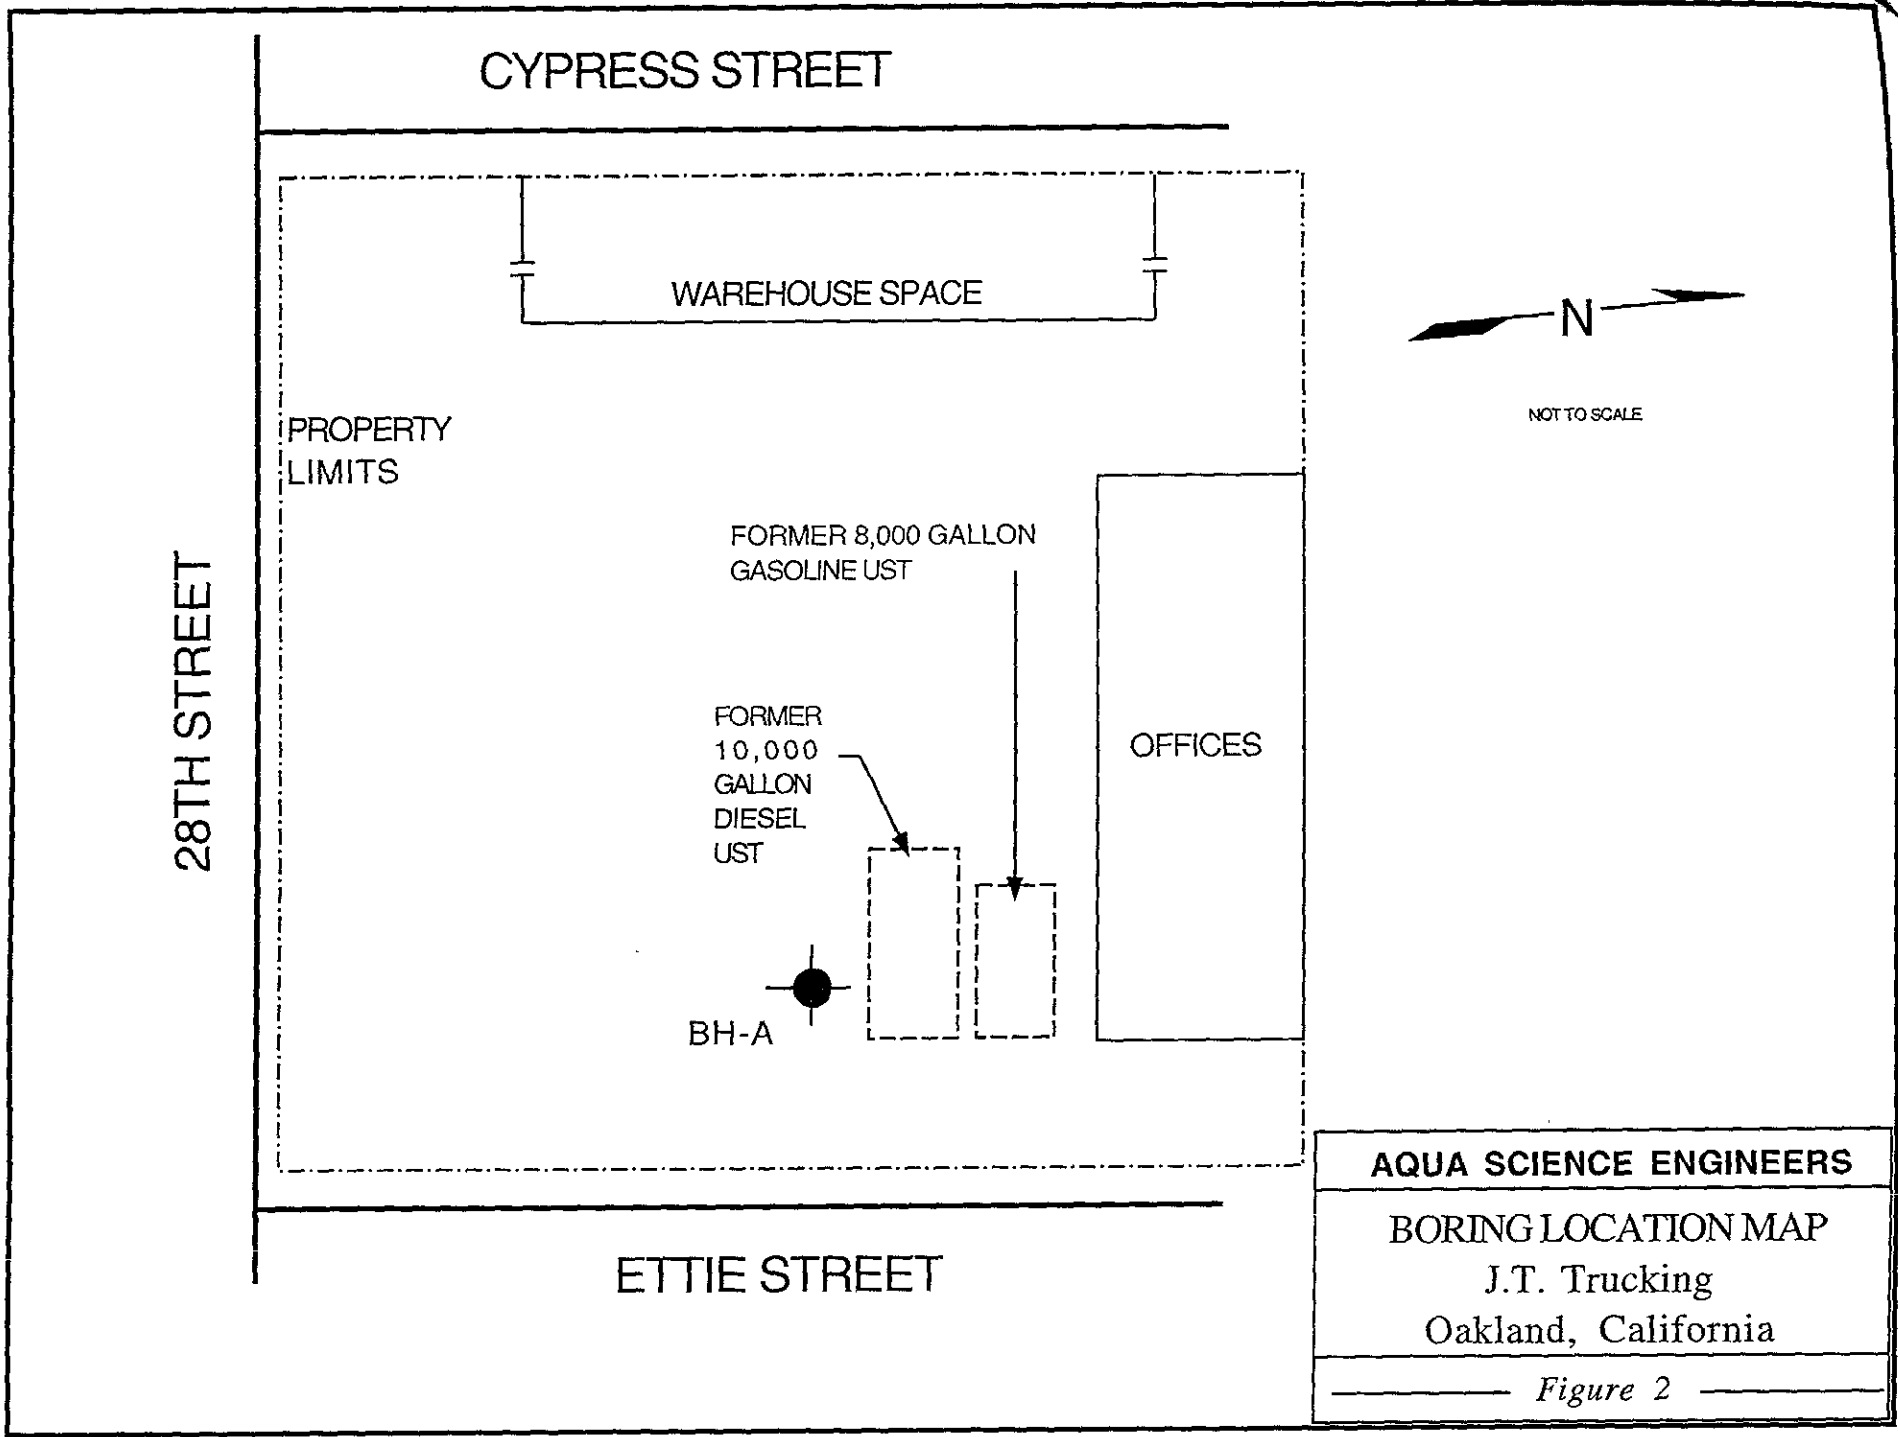 CYPRESS STREET
WAREHOUSE SPACE
N
NOT TO SCALE
PROPERTY
LIMITS
FORMER 8,000 GALLON
GASOLINE UST
28TH STREET
FORMER
10,000
GALLON
DIESEL
UST
OFFICES
BH-A
ETTIE STREET
AQUA SCIENCE ENGINEERS
BORING LOCATION MAP
J.T. Trucking
Oakland, California
Figure 2